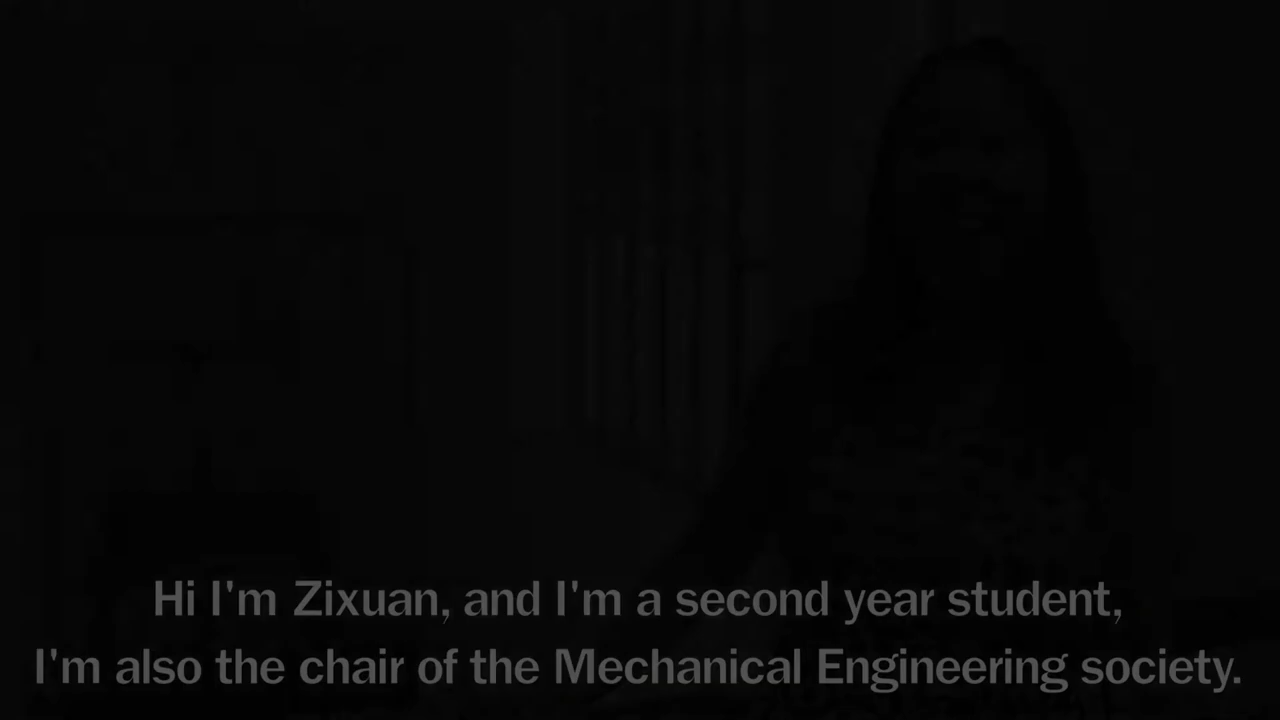 Hi I'm Zixuan, and I'm a second year student,
I'm also the chair of the Mechanical Engineering society.